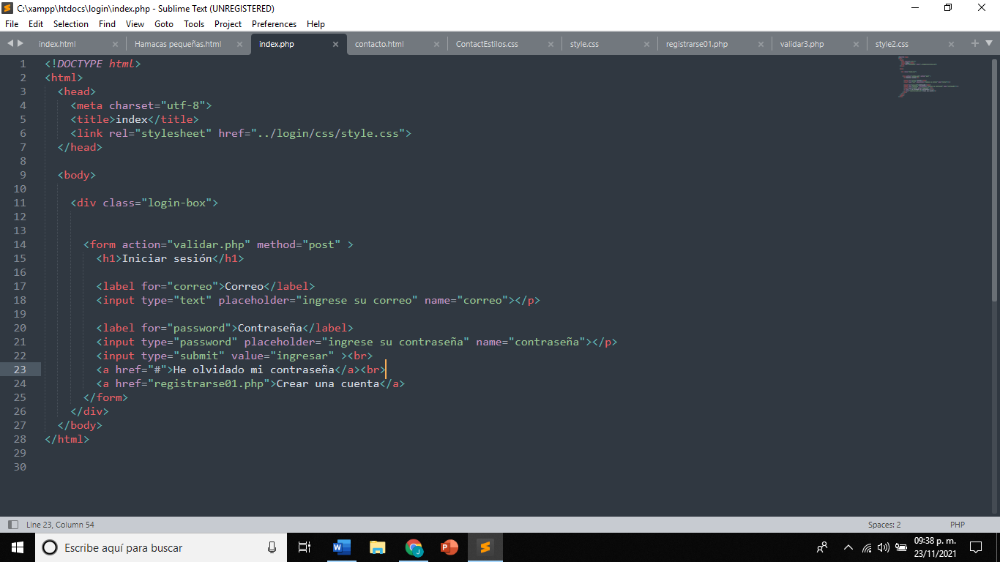 C:\xampp\htdocs\login\index.php - Sublime Text (UNREGISTERED)
File Edit Selection Find View Goto Tools Project Preferences Help
index.html Hamacas pequeñas.html index.php contacto.html ContactEstilos.css style.css registrarse01.php validar3.php style2.css
1 <!DOCTYPE html>
2 <html>
3 <head>
4 <meta charset="utf-8">
5 <title>index</title>
6 <link rel="stylesheet" href="../login/css/style.css">
7 </head>
8
9 <body>
10
11 <div class="login-box">
12
13
14 <form action="validar.php" method="post" >
15 <h1>Iniciar sesión</h1>
16
17 <label for="correo">Correo</label>
18 <input type="text" placeholder="ingrese su correo" name="correo"></p>
19
20 <label for="password">Contraseña</label>
21 <input type="password" placeholder="ingrese su contraseña" name="contraseña"></p>
22 <input type="submit" value="ingresar" ><br>
23 <a href="#">He olvidado mi contraseña</a><br>
24 <a href="registrarse01.php">Crear una cuenta</a>
25 </form>
26 </div>
27 </body>
28 </html>
29
30
Line 23, Column 54 Spaces: 2 PHP
Escribe aquí para buscar
09:38 p. m.
23/11/2021